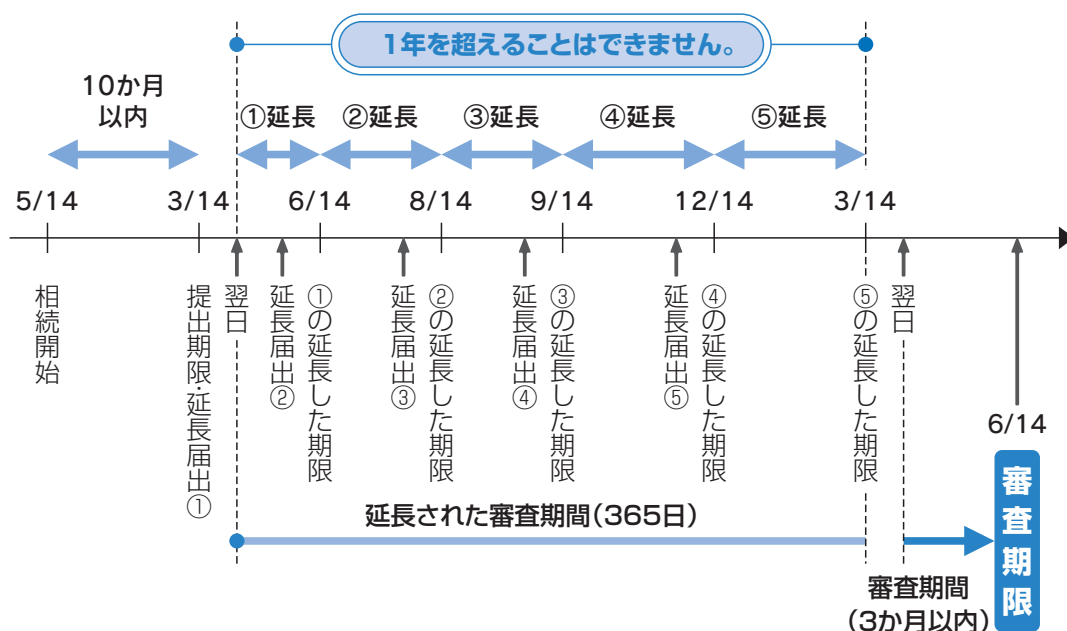 1年を超えることはできません。
10か月
以内
①延長
②延長
③延長
④延長
⑤延長
5/14
3/14
6/14
8/14
9/14
12/14
3/14
相続開始
提出期限・延長届出①
翌日
延長届出②
①の延長した期限
延長届出③
②の延長した期限
延長届出④
③の延長した期限
延長届出⑤
④の延長した期限
⑤の延長した期限
翌日
6/14
審査期限
延長された審査期間(365日)
審査期間
(3か月以内)